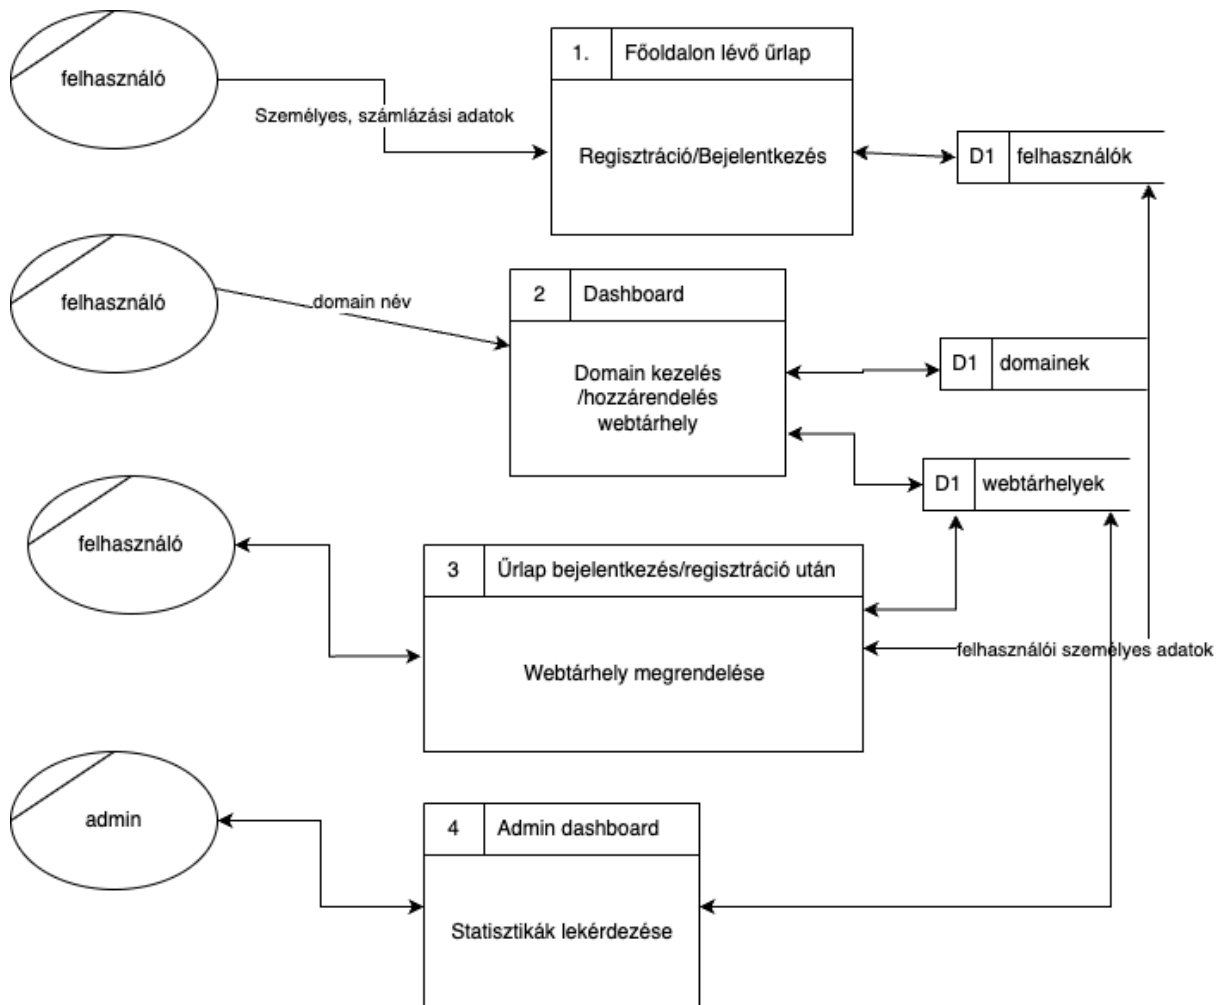 felhasználó
1.
Főoldalon lévő űrlap
Személyes, számlázási adatok
Regisztráció/Bejelentkezés
D1
felhasználók
felhasználó
domain név
2
Dashboard
Domain kezelés
/hozzárendelés
webtárhely
D1
domainek
D1
webtárhelyek
felhasználó
3
Űrlap bejelentkezés/regisztráció után
Webtárhely megrendelése
felhasználói személyes adatok
admin
4
Admin dashboard
Statisztikák lekérdezése